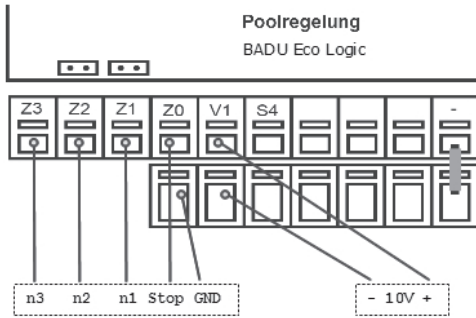 Poolregelung
BADU Eco Logic
Z3 Z2 Z1 Z0 V1 S4 -
n3 n2 n1 Stop GND - 10V +